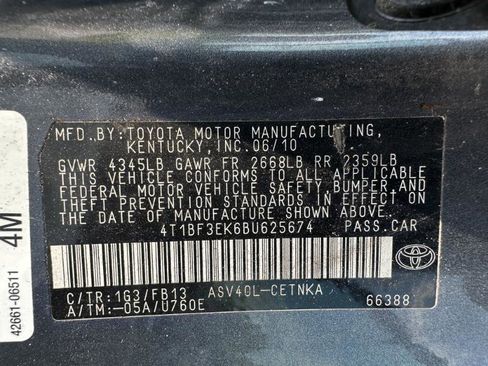 MFD.BY: TOYOTA MOTOR MANUFACTURING,
KENTUCKY, INC. 06/10
GVWR 4345LB GAWR FR 2668LB RR 2359LB
THIS VEHICLE CONFORMS TO ALL APPLICABLE
FEDERAL MOTOR VEHICLE SAFETY, BUMPER, AND
THEFT PREVENTION STANDARDS IN EFFECT ON
THE DATE OF MANUFACTURE SHOWN ABOVE.
4T1BF3EK6BU625674 PASS.CAR
C/TR:1G3/FB13 ASV40L-CETNKA
A/TM:-05A/U760E 66388
4M
42661-06511